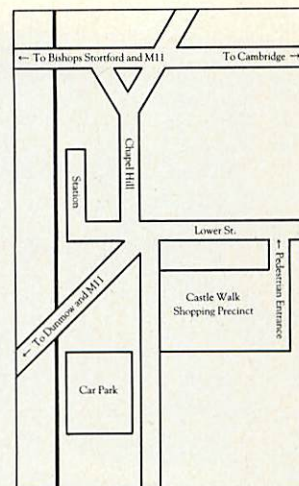 ← To Bishops Stortford and M11
To Cambridge →
Chapel Hill
Station
Lower St.
← Pedestrian Entrance
Castle Walk
Shopping Precinct
← To Dunmow and M11
Car Park